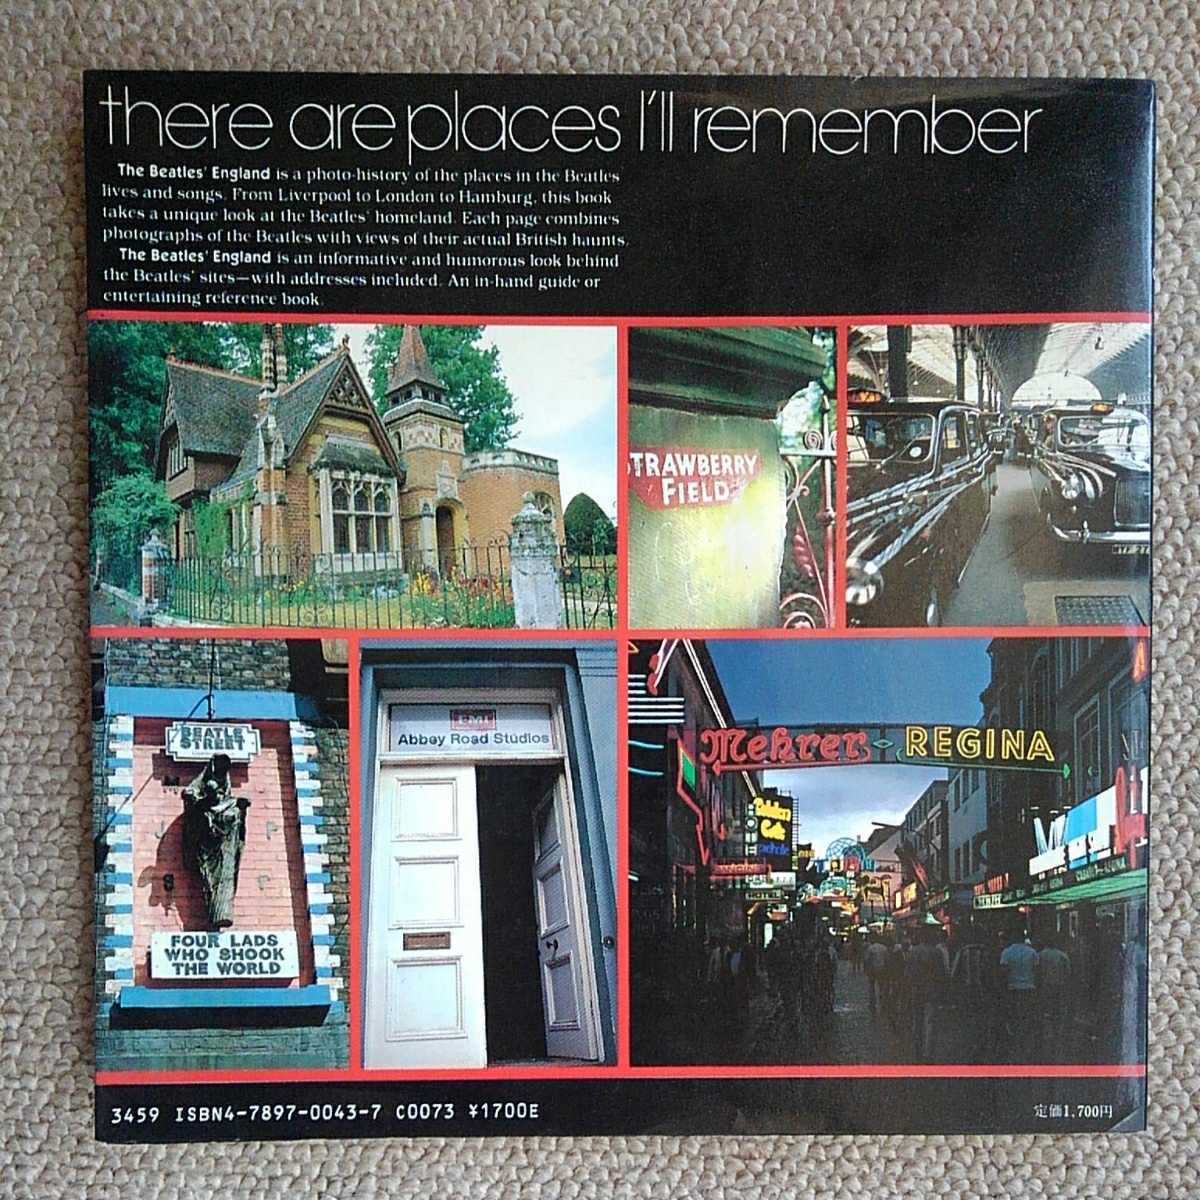 there are places I'll remember
The Beatles' England is a photo-history of the places in the Beatles
lives and songs. From Liverpool to London to Hamburg, this book
takes a unique look at the Beatles' homeland. Each page combines
photographs of the Beatles with views of their actual British haunts.
The Beatles' England is an informative and humorous look behind
the Beatles' sites—with addresses included. An in-hand guide or
entertaining reference book.
STRAWBERRY
FIELD
BEATLE
STREET
FOUR LADS
WHO SHOOK
THE WORLD
EMI
Abbey Road Studios
Mehrer REGINA
3459 ISBN4-7897-0043-7 C0073 ¥1700E
定価1,700円